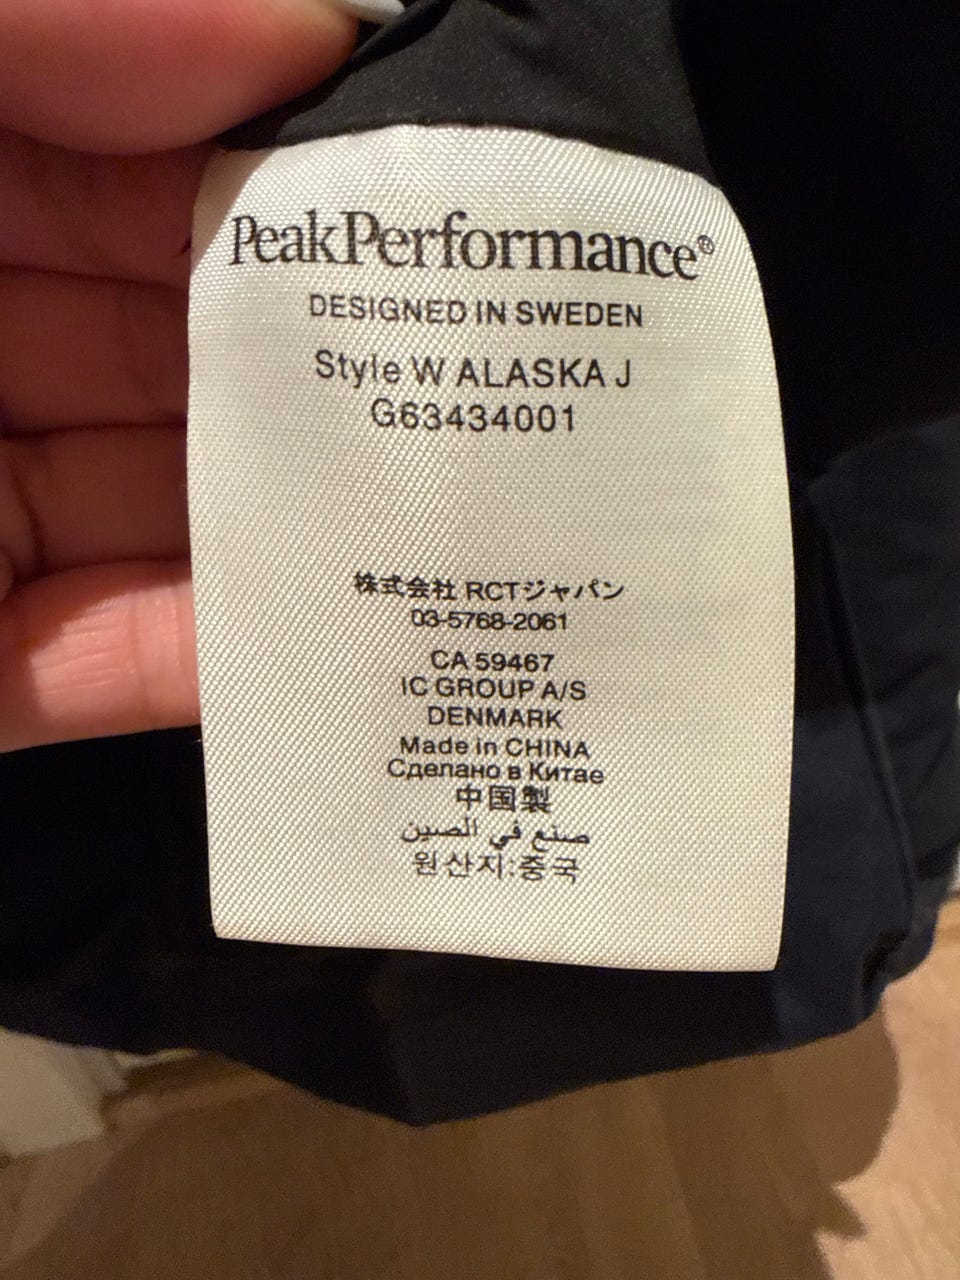 PeakPerformance®
DESIGNED IN SWEDEN
Style W ALASKA J
G63434001
株式会社 RCTジャパン
03-5768-2061
CA 59467
IC GROUP A/S
DENMARK
Made in CHINA
Сделано в Китае
中国製
صنع في الصين
원산지:중국